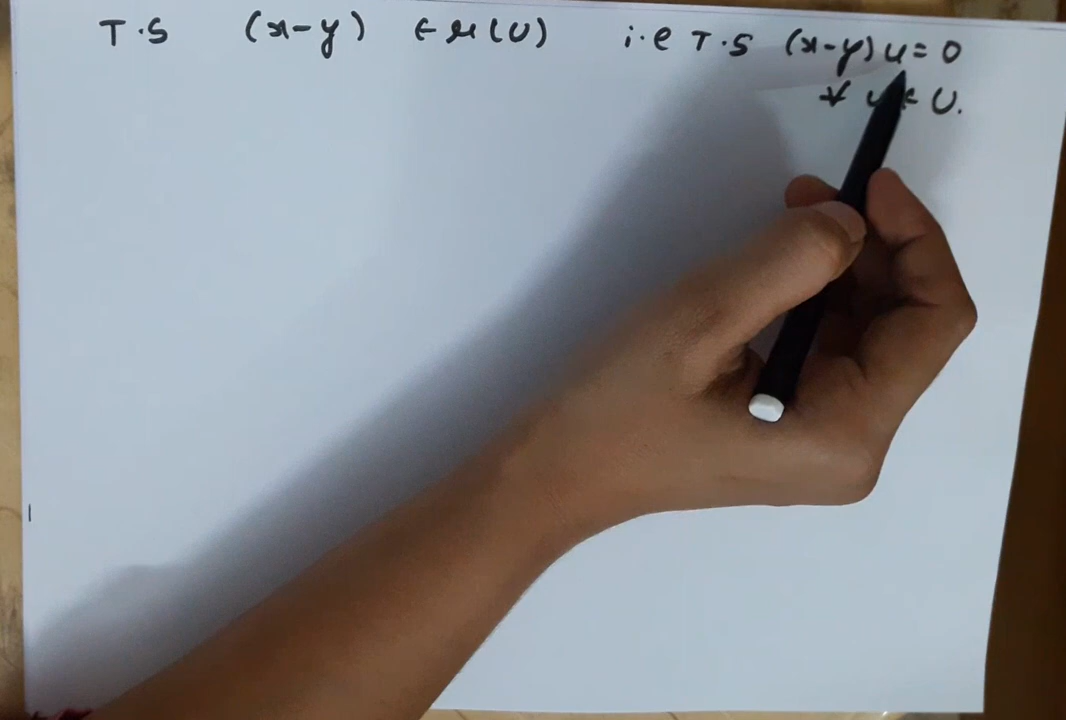 T.S (x-y) ∈ r(U) i.e T.S (x-y)u = 0
∀ u ∈ U.